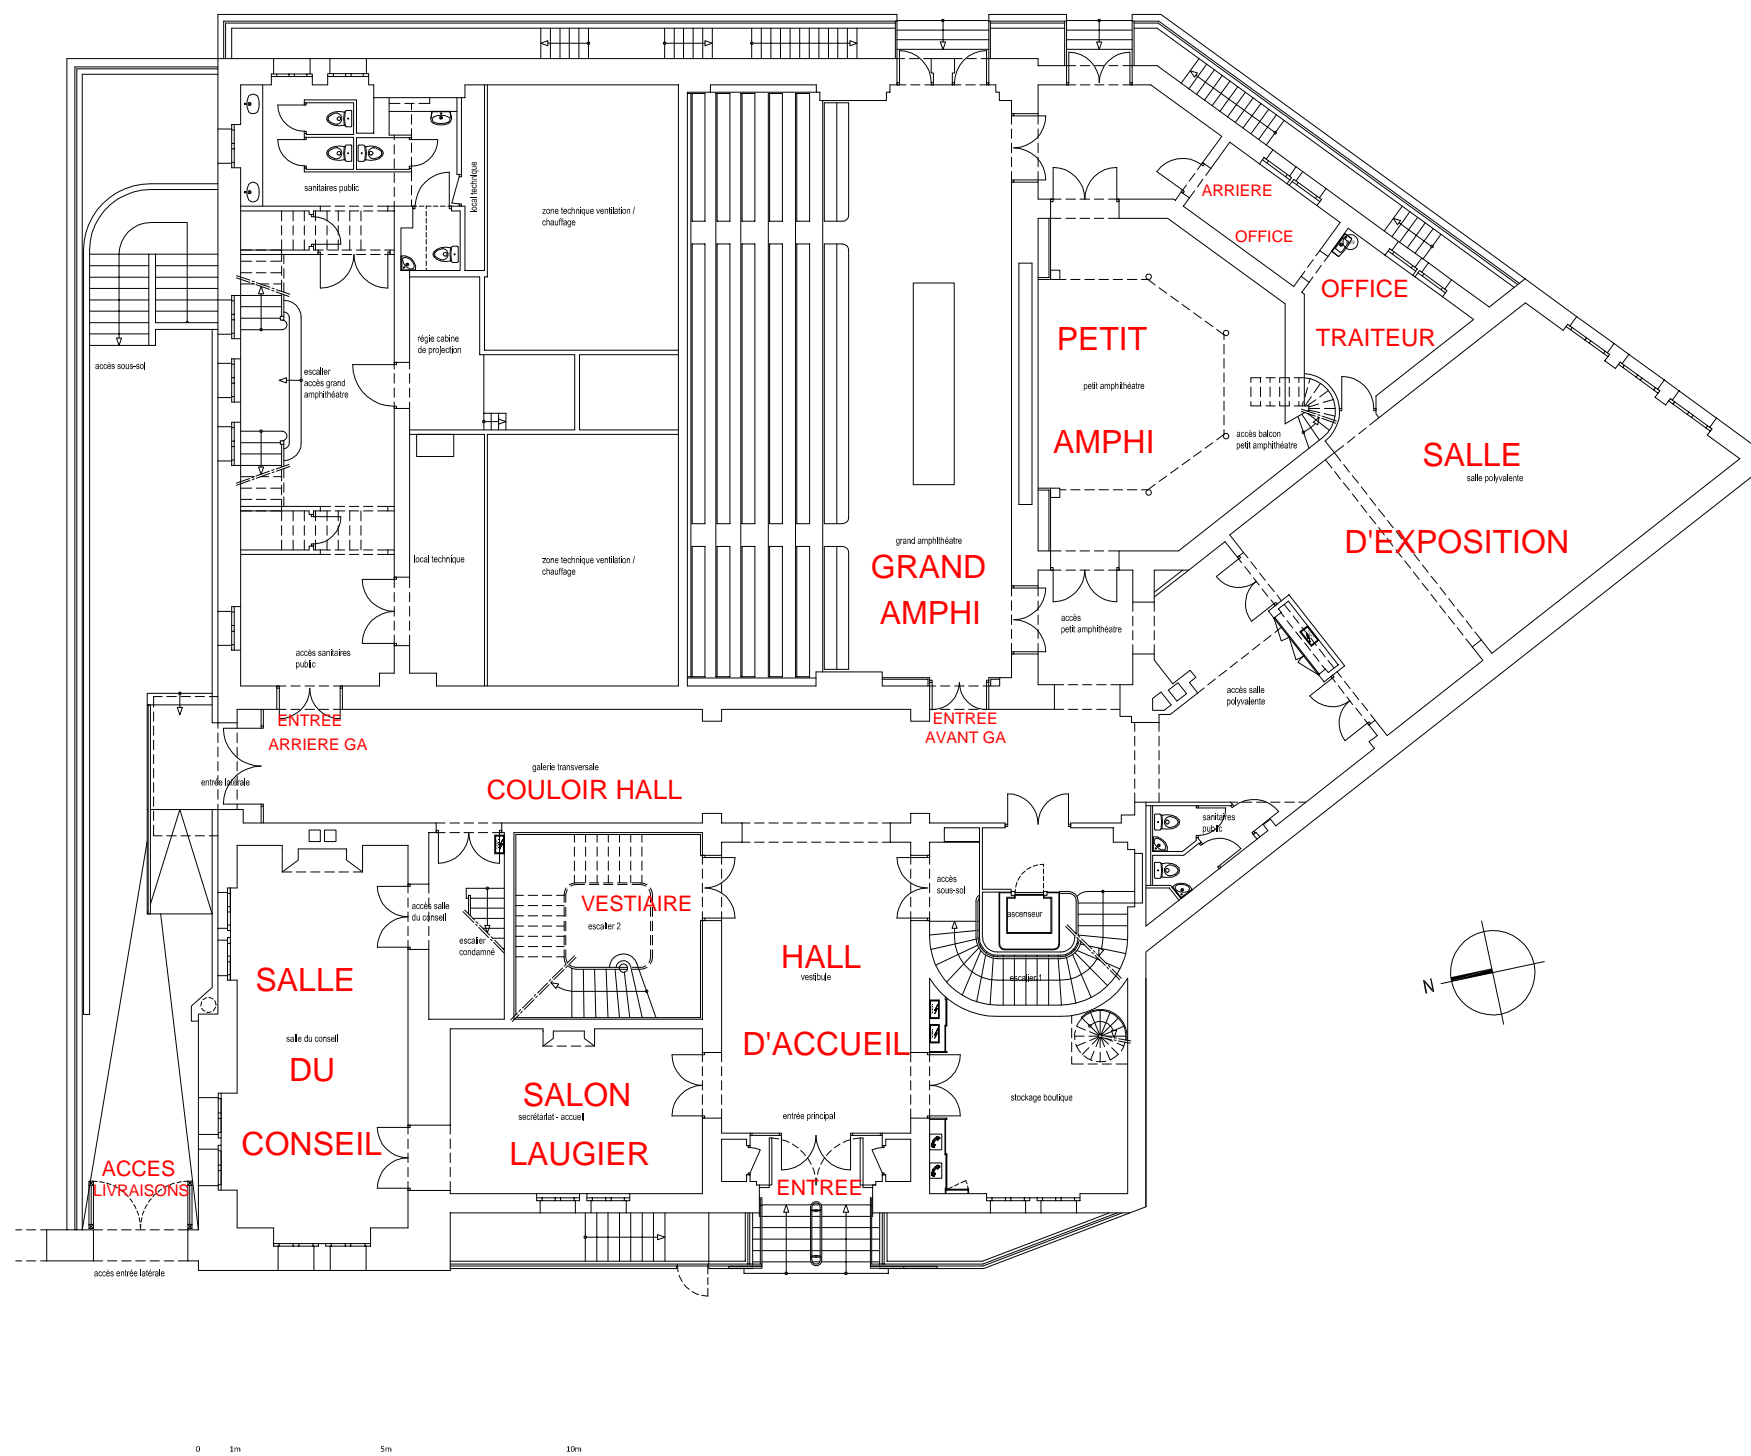 sanitaires public
local technique
zone technique ventilation /
chauffage
ARRIERE
OFFICE
OFFICE
TRAITEUR
accès sous-sol
régie cabine
de projection
escalier
accès grand
amphithéatre
PETIT
petit amphithéatre
AMPHI
accès balcon
petit amphithéatre
SALLE
salle polyvalente
D'EXPOSITION
local technique
zone technique ventilation /
chauffage
grand amphithéatre
GRAND
AMPHI
accès
petit amphithéatre
accès sanitaires
public
accès salle
polyvalente
ENTREE
ARRIERE GA
ENTREE
AVANT GA
entrée latérale
galerie transversale
COULOIR HALL
sanitaires
public
accès salle
du conseil
escalier
condamné
VESTIAIRE
escalier 2
accès
sous-sol
ascenseur
escalier 1
HALL
vestibule
D'ACCUEIL
SALLE
salle du conseil
DU
CONSEIL
N
SALON
secrétariat - accueil
LAUGIER
entrée principal
stockage boutique
ACCES
LIVRAISONS
ENTREE
accès entrée latérale
0 1m 5m 10m